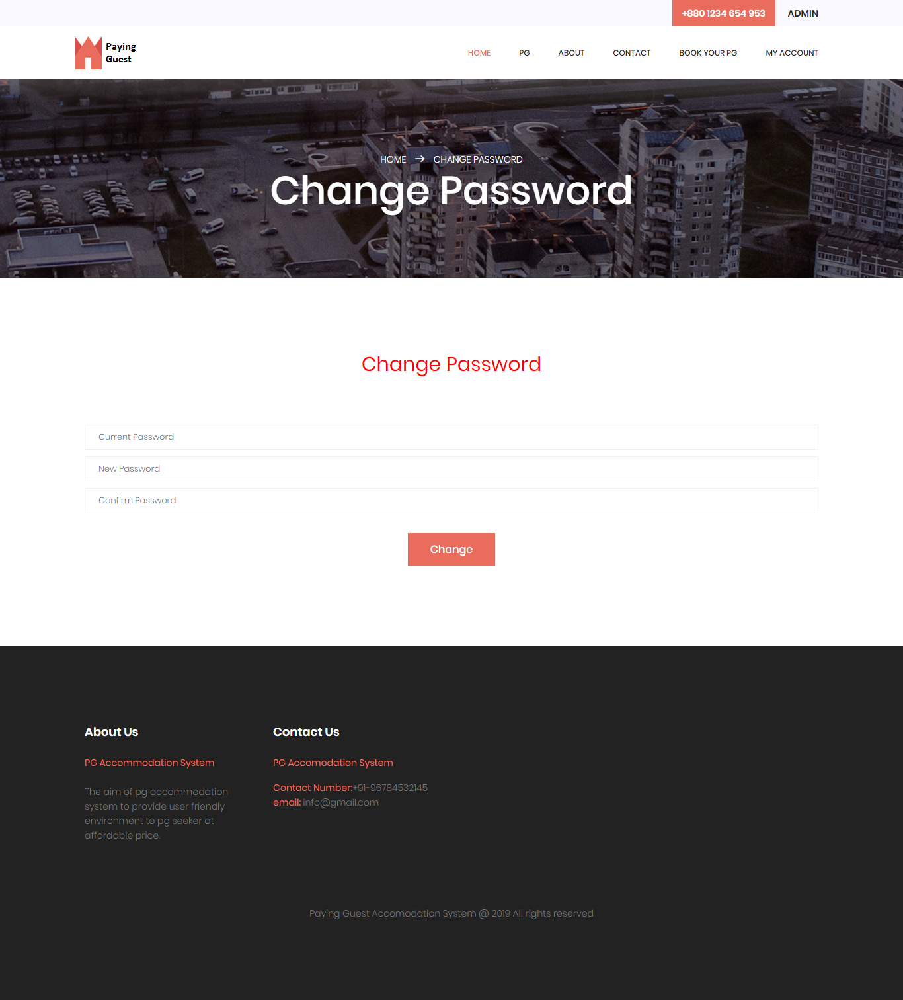 +880 1234 654 953 ADMIN
Paying
Guest
HOME PG ABOUT CONTACT BOOK YOUR PG MY ACCOUNT
HOME → CHANGE PASSWORD
Change Password
Change Password
Current Password
New Password
Confirm Password
Change
About Us
PG Accommodation System
The aim of pg accommodation
system to provide user friendly
environment to pg seeker at
affordable price.
Contact Us
PG Accomodation System
Contact Number:+91-96784532145
email: info@gmail.com
Paying Guest Accomodation System @ 2019 All rights reserved